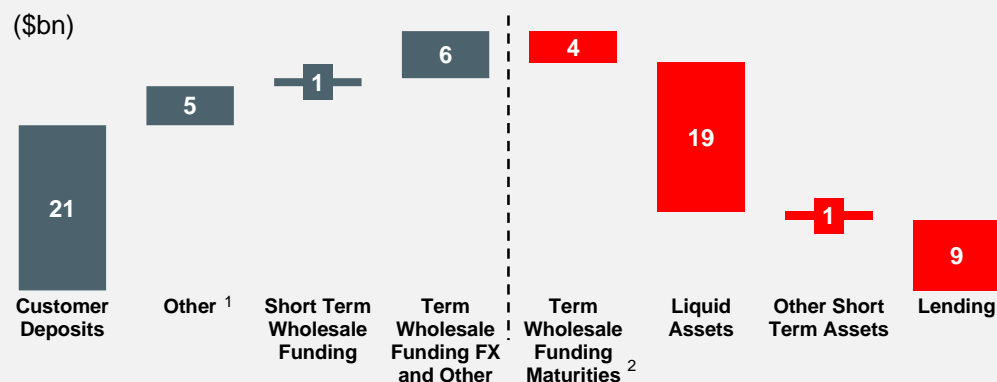 ($bn)
21
5
1
6
4
19
1
9
Customer
Deposits
Other 1
Short Term
Wholesale
Funding
Term
Wholesale
Funding FX
and Other
Term
Wholesale
Funding
Maturities 2
Liquid
Assets
Other Short
Term Assets
Lending